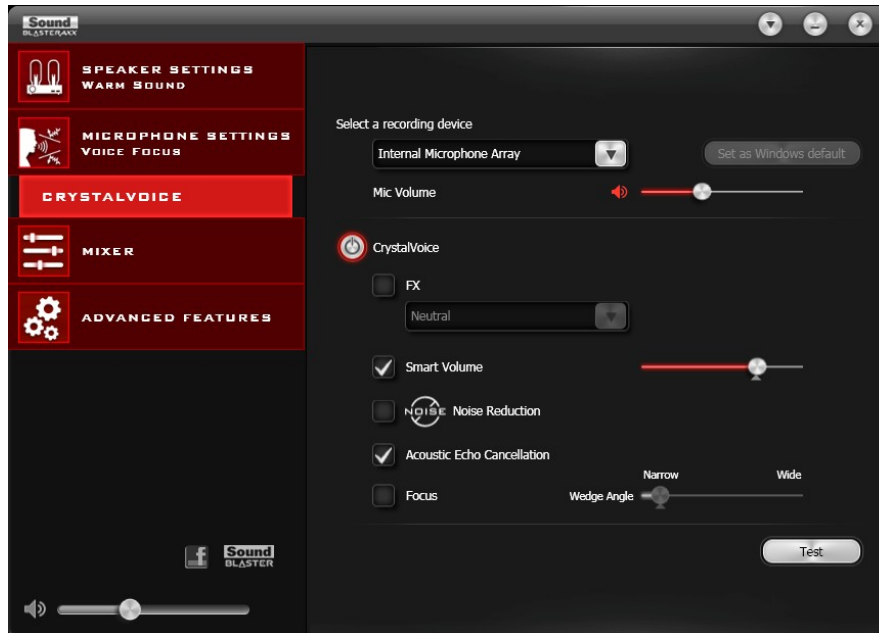 Sound
BLASTERAXX
SPEAKER SETTINGS
WARM SOUND
MICROPHONE SETTINGS
VOICE FOCUS
CRYSTALVOICE
MIXER
ADVANCED FEATURES
f
Sound
BLASTER
Select a recording device
Internal Microphone Array
Set as Windows default
Mic Volume
CrystalVoice
FX
Neutral
Smart Volume
NOISE Noise Reduction
Acoustic Echo Cancellation
Narrow Wide
Focus Wedge Angle
Test